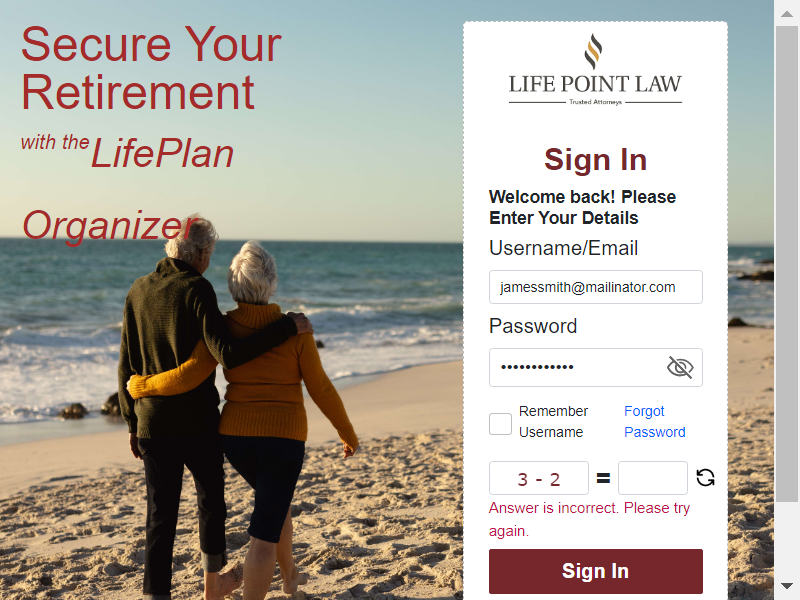 Secure Your
Retirement
with the LifePlan
Organizer
LIFE POINT LAW
Trusted Attorneys
Sign In
Welcome back! Please
Enter Your Details
Username/Email
jamessmith@mailinator.com
Password
••••••••••••
Remember
Username
Forgot
Password
3 - 2 =
Answer is incorrect. Please try
again.
Sign In